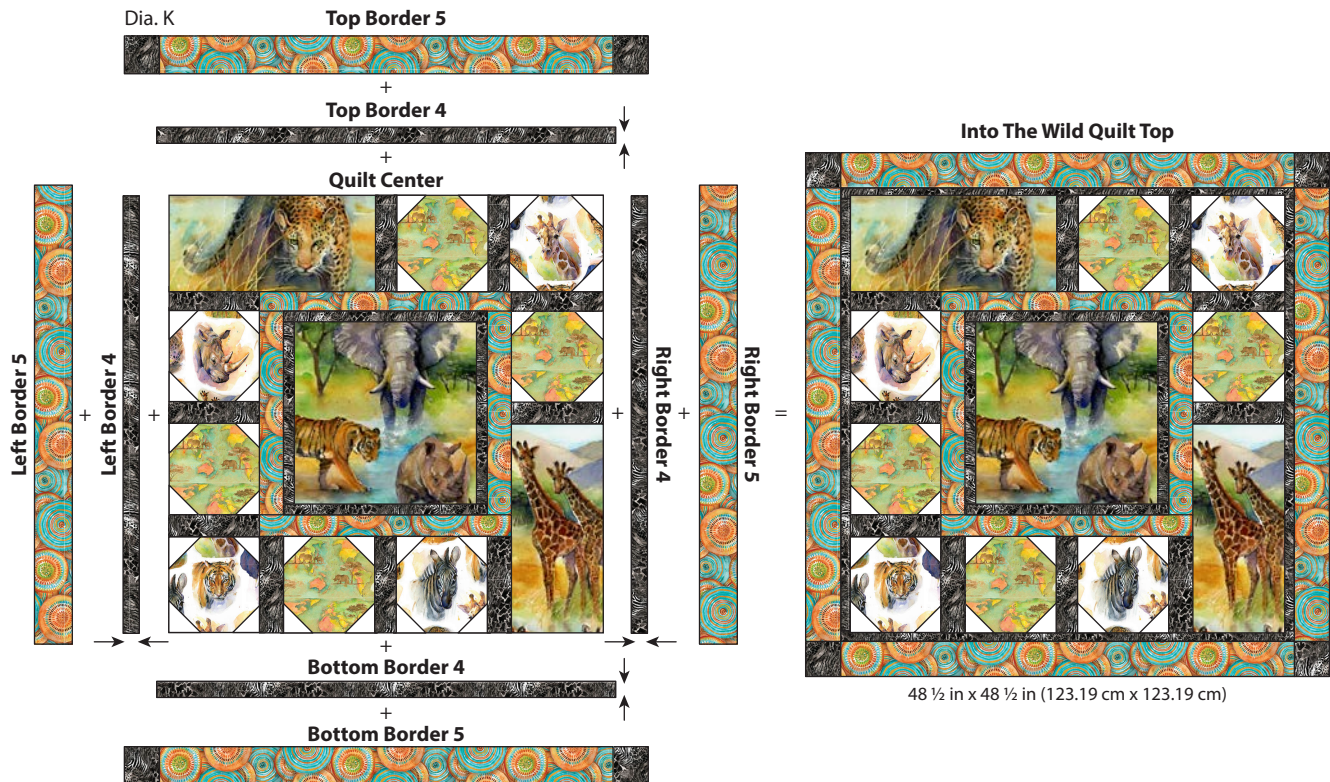 Dia. K
Top Border 5
+
Top Border 4
+
Quilt Center
Left Border 5
+
Left Border 4
+
+
Right Border 4
+
Right Border 5
=
+
Bottom Border 4
+
Bottom Border 5
Into The Wild Quilt Top
48 ½ in x 48 ½ in (123.19 cm x 123.19 cm)